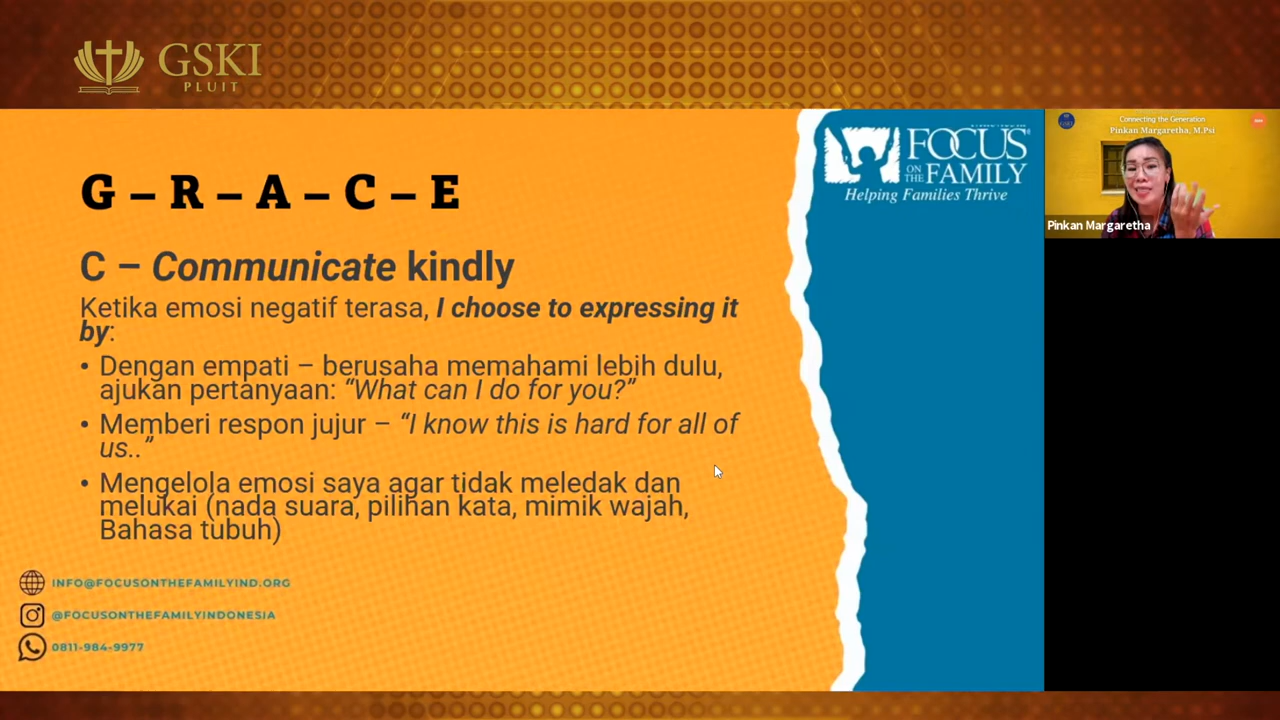 GSKI
PLUIT
G – R – A – C – E
C – Communicate kindly
Ketika emosi negatif terasa, I choose to expressing it
by:
• Dengan empati – berusaha memahami lebih dulu,
ajukan pertanyaan: “What can I do for you?”
• Memberi respon jujur – “I know this is hard for all of
us..”
• Mengelola emosi saya agar tidak meledak dan
melukai (nada suara, pilihan kata, mimik wajah,
Bahasa tubuh)
INFO@FOCUSONTHEFAMILYIND.ORG
@FOCUSONTHEFAMILYINDONESIA
0811-984-9977
FOCUS
ON THE FAMILY
Helping Families Thrive
Connecting the Generation
Pinkan Margaretha, M.Psi
Pinkan Margaretha